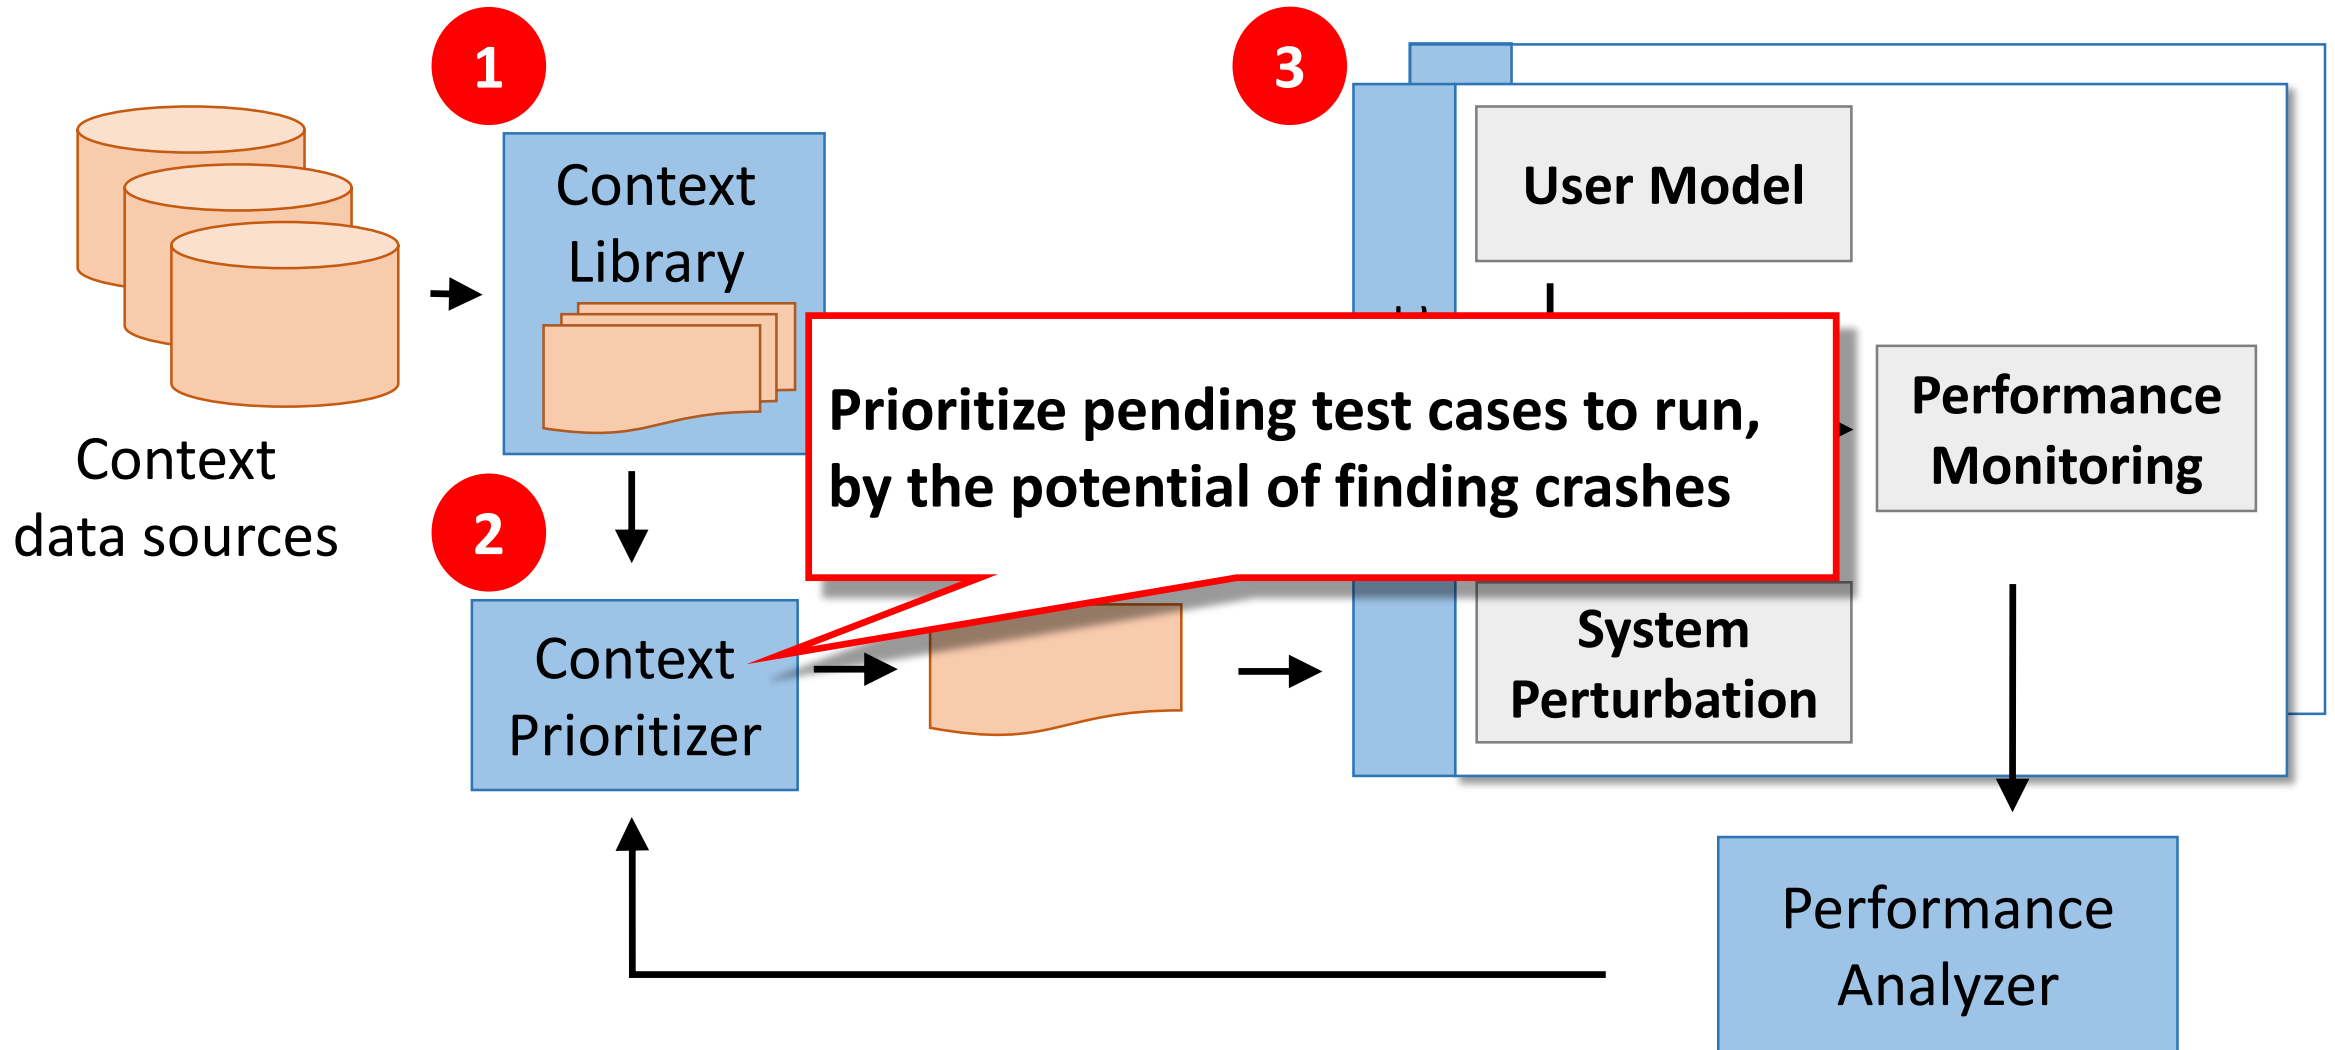 1
3
Context
Library
User Model
Context
data sources
Prioritize pending test cases to run,
by the potential of finding crashes
Performance
Monitoring
2
Context
Prioritizer
System
Perturbation
Performance
Analyzer